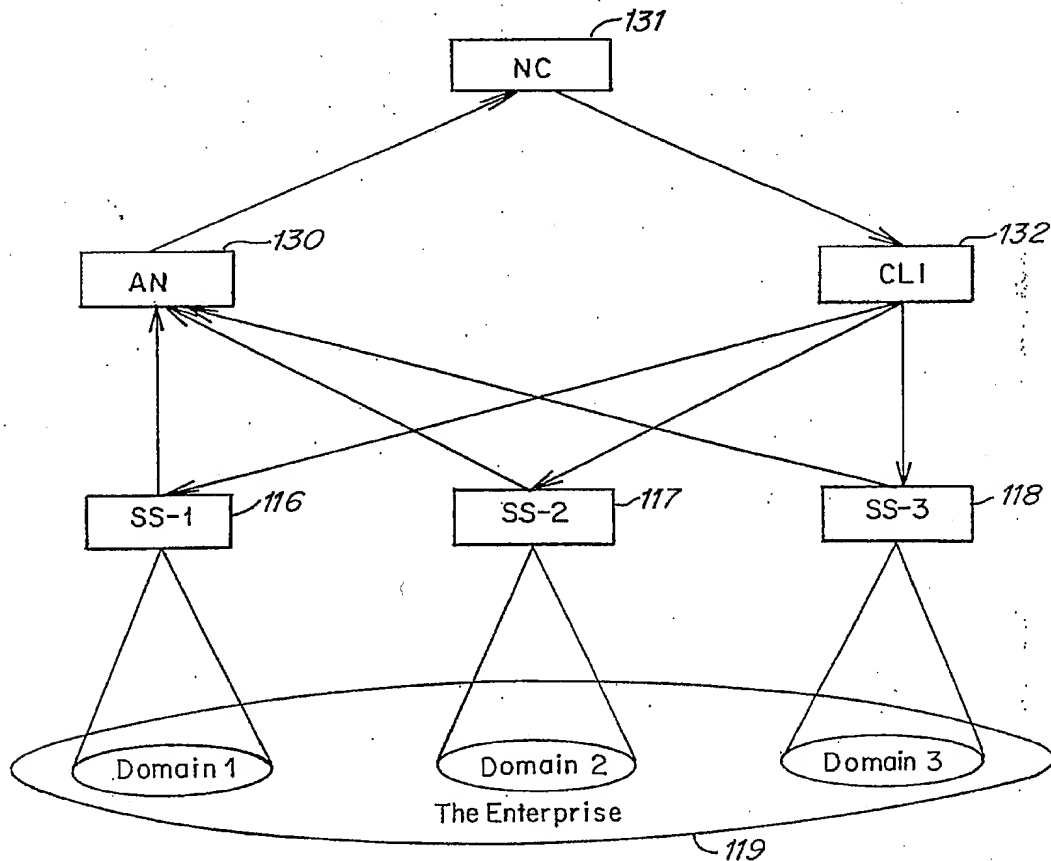 131
NC
130
AN
132
CLI
SS-1
116
SS-2
117
SS-3
118
Domain 1
Domain 2
Domain 3
The Enterprise
119